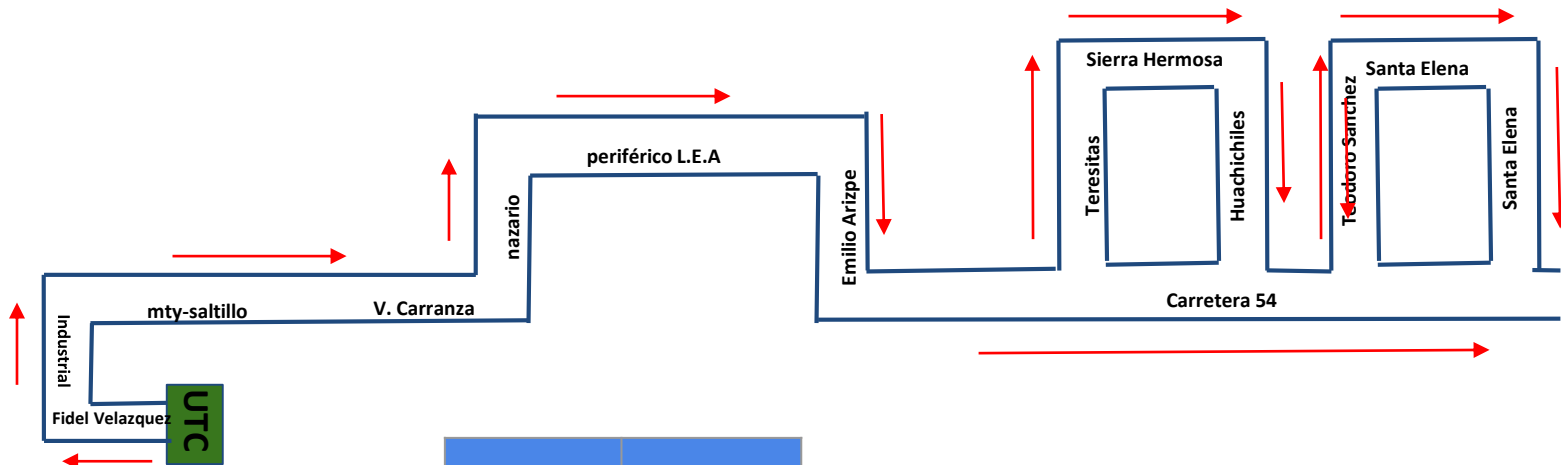 Sierra Hermosa
Santa Elena
periférico L.E.A
Teresitas
Huachichiles
Teodoro Sanchez
Santa Elena
nazario
Emilio Arizpe
Carretera 54
mty-saltillo
V. Carranza
Industrial
Fidel Velazquez
UTC